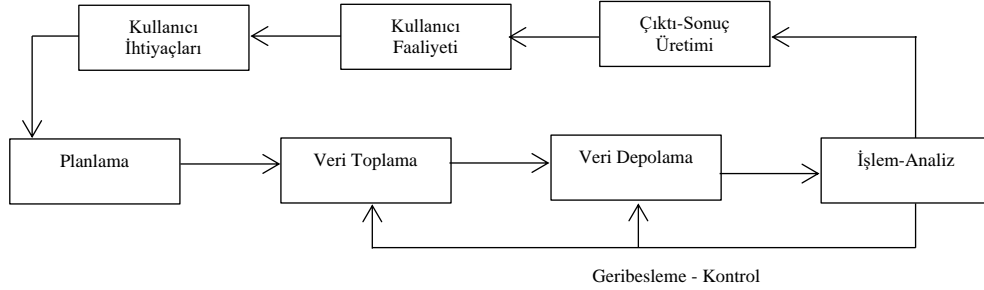 Kullanıcı
İhtiyaçları
Kullanıcı
Faaliyeti
Çıktı-Sonuç
Üretimi
Planlama
Veri Toplama
Veri Depolama
İşlem-Analiz
Geribesleme - Kontrol